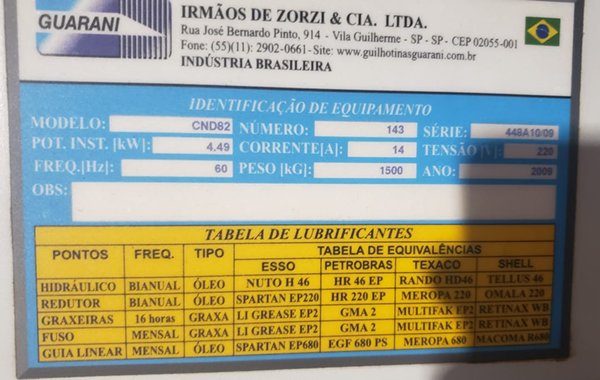 GUARANI
IRMÃOS DE ZORZI & CIA. LTDA.
Rua José Bernardo Pinto, 914 - Vila Guilherme - SP - SP - CEP 02055-001
Fone: (55)(11): 2902-0661 - Site: www.guilhotinasguarani.com.br
INDÚSTRIA BRASILEIRA
IDENTIFICAÇÃO DE EQUIPAMENTO
MODELO: CND82 NÚMERO: 143 SÉRIE: 448A10/09
POT. INST. [kW]: 4.49 CORRENTE[A]: 14 TENSÃO [V]: 220
FREQ.[Hz]: 60 PESO [kG]: 1500 ANO: 2009
OBS:
TABELA DE LUBRIFICANTES
PONTOS FREQ. TIPO TABELA DE EQUIVALÊNCIAS
ESSO PETROBRAS TEXACO SHELL
HIDRÁULICO BIANUAL ÓLEO NUTO H 46 HR 46 EP RANDO HD46 TELLUS 46
REDUTOR BIANUAL ÓLEO SPARTAN EP220 HR 220 EP MEROPA 220 OMALA 220
GRAXEIRAS 16 horas GRAXA LI GREASE EP2 GMA 2 MULTIFAK EP2 RETINAX WB
FUSO MENSAL GRAXA LI GREASE EP2 GMA 2 MULTIFAK EP2 RETINAX WB
GUIA LINEAR MENSAL ÓLEO SPARTAN EP680 EGF 680 PS MEROPA 680 MACOMA R680